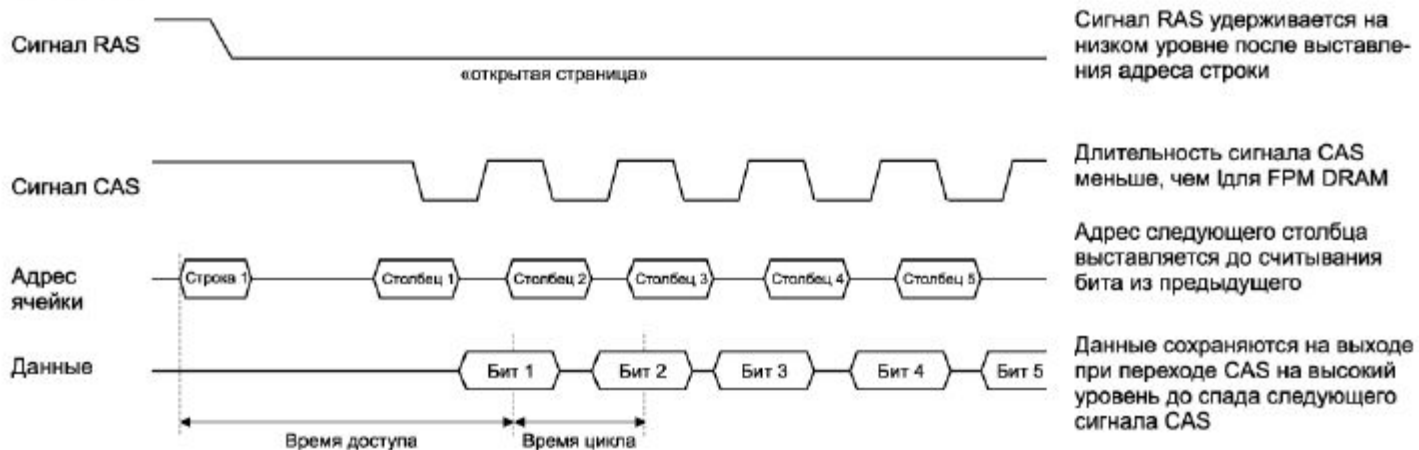 Сигнал RAS
«открытая страница»
Сигнал RAS удерживается на
низком уровне после выставле-
ния адреса строки
Сигнал CAS
Длительность сигнала CAS
меньше, чем Iдля FPM DRAM
Адрес
ячейки
Строка 1
Столбец 1
Столбец 2
Столбец 3
Столбец 4
Столбец 5
Адрес следующего столбца
выставляется до считывания
бита из предыдущего
Данные
Бит 1
Бит 2
Бит 3
Бит 4
Бит 5
Данные сохраняются на выходе
при переходе CAS на высокий
уровень до спада следующего
сигнала CAS
Время доступа
Время цикла